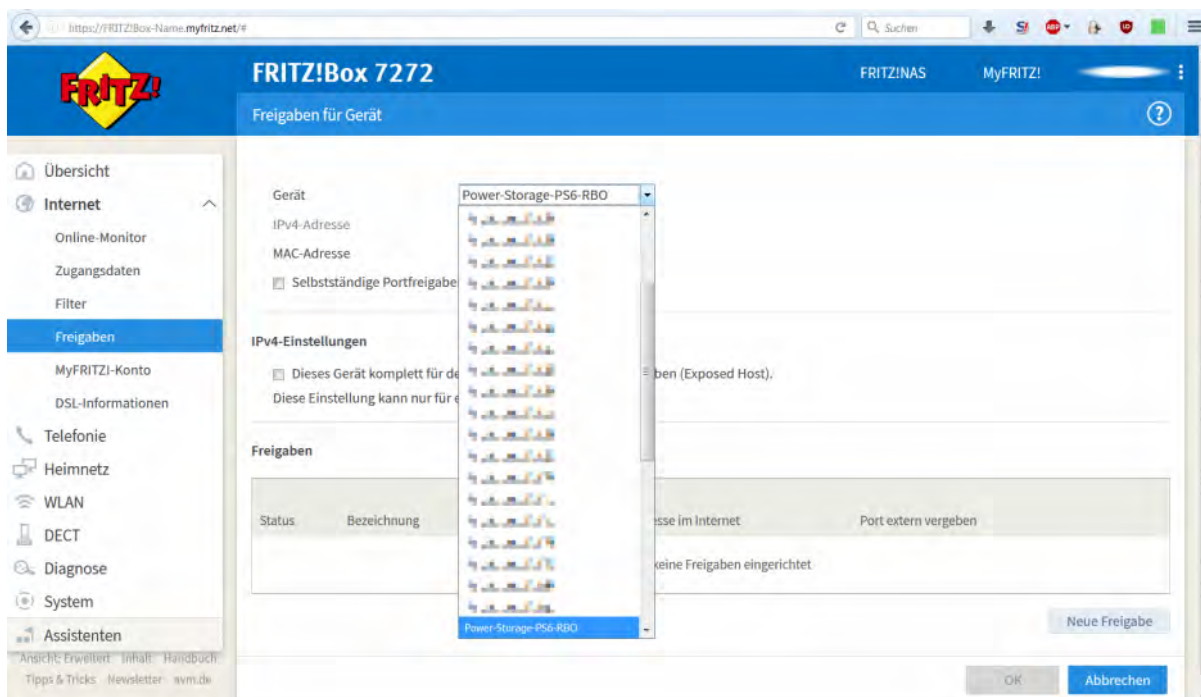 https://FRITZ!Box-Name.myfritz.net/#
Suchen
S
ABP
FRITZ!
FRITZ!Box 7272
FRITZ!NAS
MyFRITZ!
Freigaben für Gerät
?
Übersicht
Internet
Online-Monitor
Zugangsdaten
Filter
Freigaben
MyFRITZ!-Konto
DSL-Informationen
Telefonie
Heimnetz
WLAN
DECT
Diagnose
System
Assistenten
Ansicht: Erweitert Inhalt Handbuch
Tipps & Tricks Newsletter avm.de
Gerät
Power-Storage-PS6-RBO
IPv4-Adresse
MAC-Adresse
Selbstständige Portfreigabe
IPv4-Einstellungen
Dieses Gerät komplett für de
ben (Exposed Host).
Diese Einstellung kann nur für e
Freigaben
Status
Bezeichnung
sse im Internet
Port extern vergeben
keine Freigaben eingerichtet
Power-Storage-PS6-RBO
Neue Freigabe
OK
Abbrechen